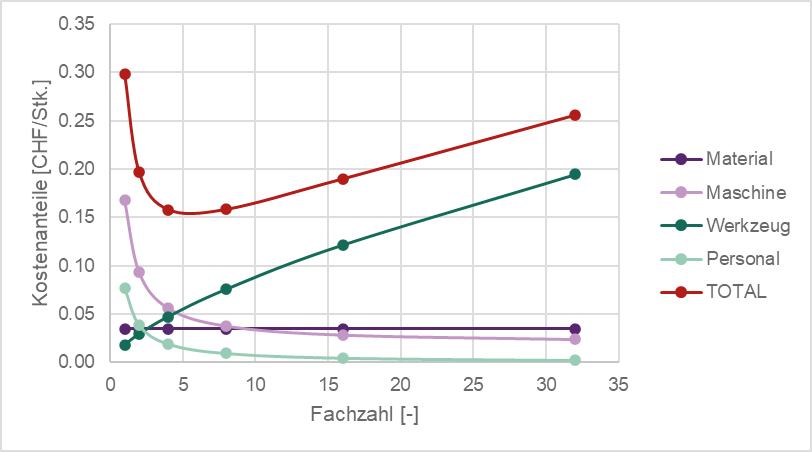 0.35
0.30
0.25
0.20
0.15
0.10
0.05
0.00
Kostenanteile [CHF/Stk.]
0 5 10 15 20 25 30 35
Fachzahl [-]
Material
Maschine
Werkzeug
Personal
TOTAL